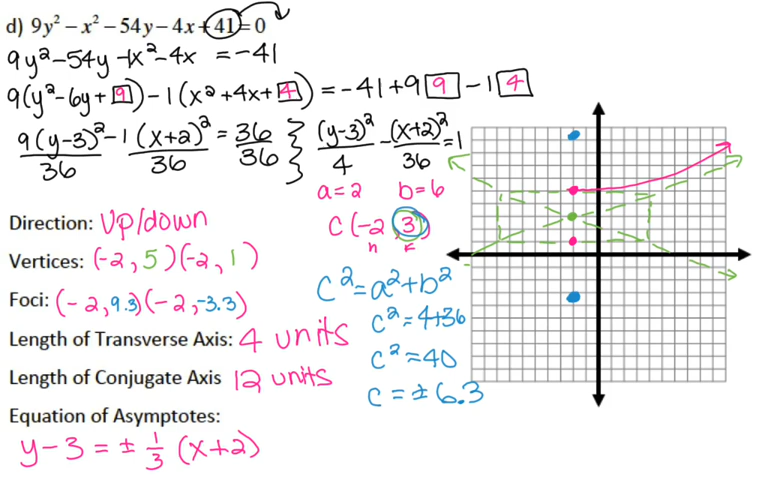 d) 9y² − x² − 54y − 4x + 41 = 0
9y² − 54y + x² − 4x = −41
9(y² − 6y + 9) − 1(x² + 4x + 4) = −41 + 9 9 − 1 4
9(y−3)²/36 − 1(x+2)²/36 = 36/36 } (y−3)²/4 − (x+2)²/36 = 1
a = 2 b = 6
Direction: Up/down
C(−2, 3)
h k
Vertices: (−2, 5)(−2, 1)
c² = a² + b²
Foci: (−2, 9.3)(−2, −3.3)
c² = 4+36
Length of Transverse Axis: 4 units
c² = 40
Length of Conjugate Axis 12 units
c = ± 6.3
Equation of Asymptotes:
y − 3 = ± 1/3 (x+2)